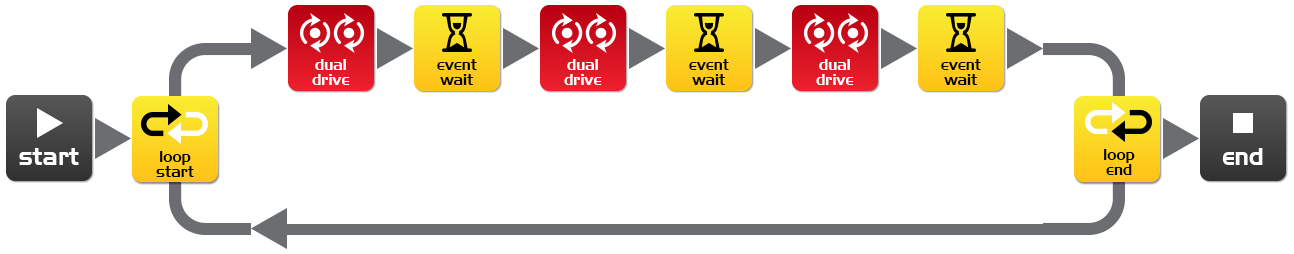 start
loop
start
dual
drive
event
wait
dual
drive
event
wait
dual
drive
event
wait
loop
end
end